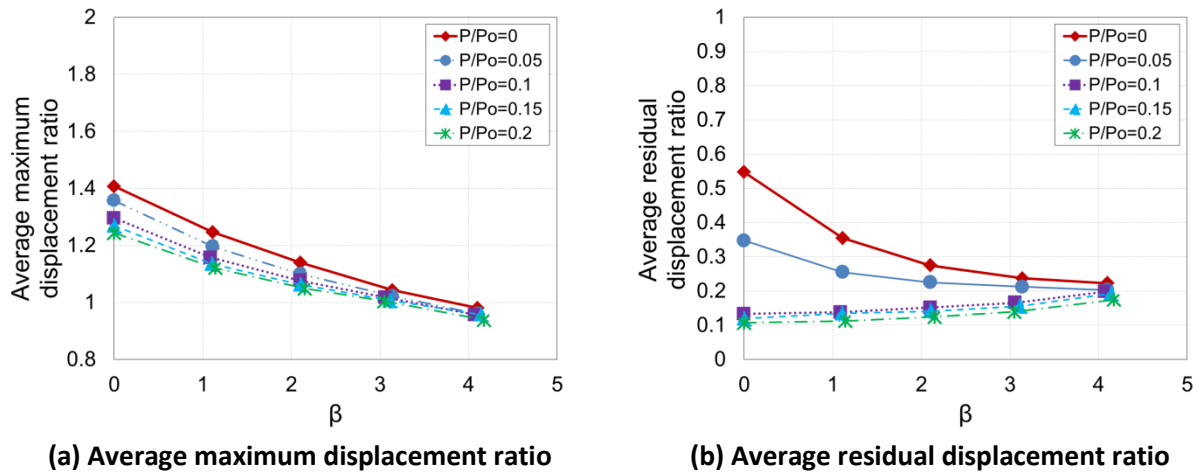 Average maximum
displacement ratio
2
1.8
1.6
1.4
1.2
1
0.8
0
1
2
3
4
5
β
P/Po=0
P/Po=0.05
P/Po=0.1
P/Po=0.15
P/Po=0.2
(a) Average maximum displacement ratio
Average residual
displacement ratio
1
0.9
0.8
0.7
0.6
0.5
0.4
0.3
0.2
0.1
0
0
1
2
3
4
5
β
P/Po=0
P/Po=0.05
P/Po=0.1
P/Po=0.15
P/Po=0.2
(b) Average residual displacement ratio